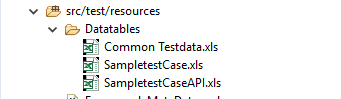 src/test/resources
Datatables
Common Testdata.xls
SampletestCase.xls
SampletestCaseAPI.xls